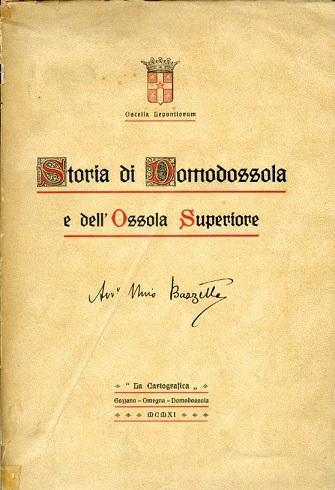 Oscella Lepontiorum
Storia di Domodossola
e dell' Ossola Superiore
Avv° Nino Bazzetta
" La Cartografica „
Gozzano - Omegna - Domodossola
MCMXI